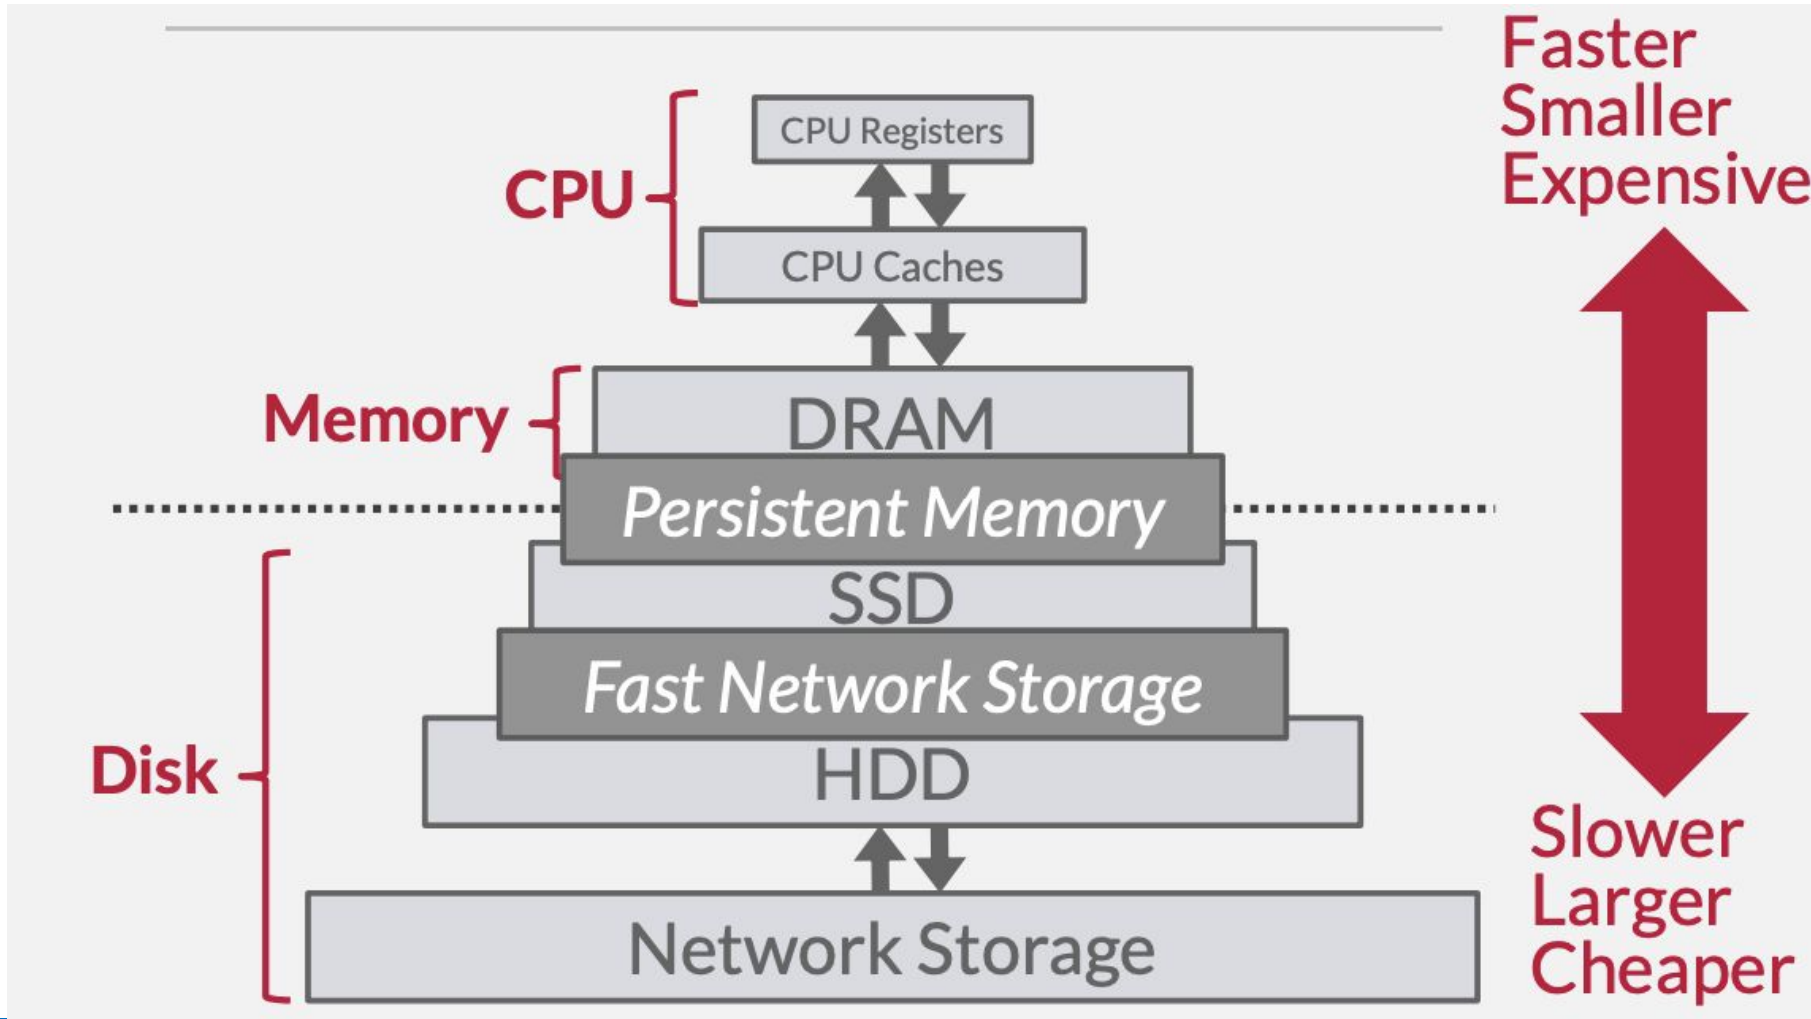 Faster
Smaller
Expensive
CPU Registers
CPU
CPU Caches
Memory
DRAM
Persistent Memory
SSD
Fast Network Storage
Disk
HDD
Slower
Larger
Cheaper
Network Storage